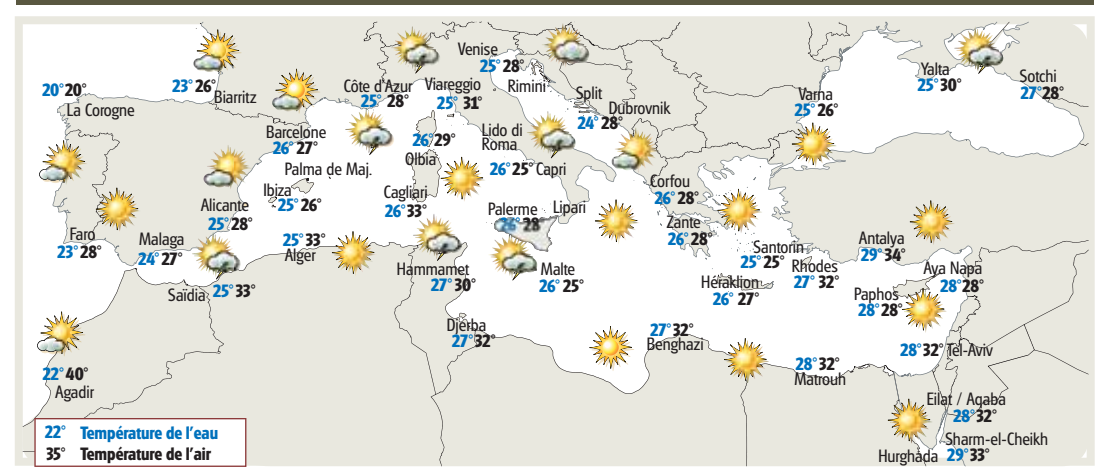 20° 20°
La Corogne
23° 26°
Biarritz
Côte d'Azur
25° 28°
Viareggio
25° 31°
Venise
25° 28°
Rimini
Split
24° 28°
Dubrovnik
Varna
25° 26°
Yalta
25° 30°
Sotchi
27° 28°
Barcelone
26° 27°
Palma de Maj.
Ibiza
25° 26°
26° 29°
Olbia
Lido di
Roma
26° 25° Capri
Cagliari
26° 33°
Palerme
26° 28°
Lipari
Corfou
26° 28°
Zante
26° 28°
Alicante
25° 28°
Faro
23° 28°
Malaga
24° 27°
25° 33°
Alger
Saïdia 25° 33°
Hammamet
27° 30°
Malte
26° 25°
Santorin
25° 25°
Héraklion
26° 27°
Rhodes
27° 32°
Antalya
29° 34°
Aya Napa
28° 28°
Paphos
28° 28°
Djerba
27° 32°
27° 32°
Benghazi
28° 32°
Matrouh
28° 32° Tel-Aviv
22° 40°
Agadir
Eilat / Aqaba
28° 32°
Sharm-el-Cheikh
Hurghada 29° 33°
22° Température de l'eau
35° Température de l'air